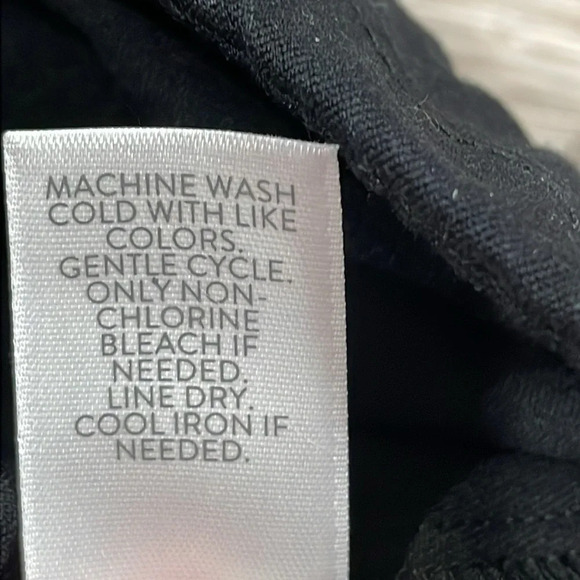 MACHINE WASH
COLD WITH LIKE
COLORS.
GENTLE CYCLE.
ONLY NON-
CHLORINE
BLEACH IF
NEEDED.
LINE DRY.
COOL IRON IF
NEEDED.